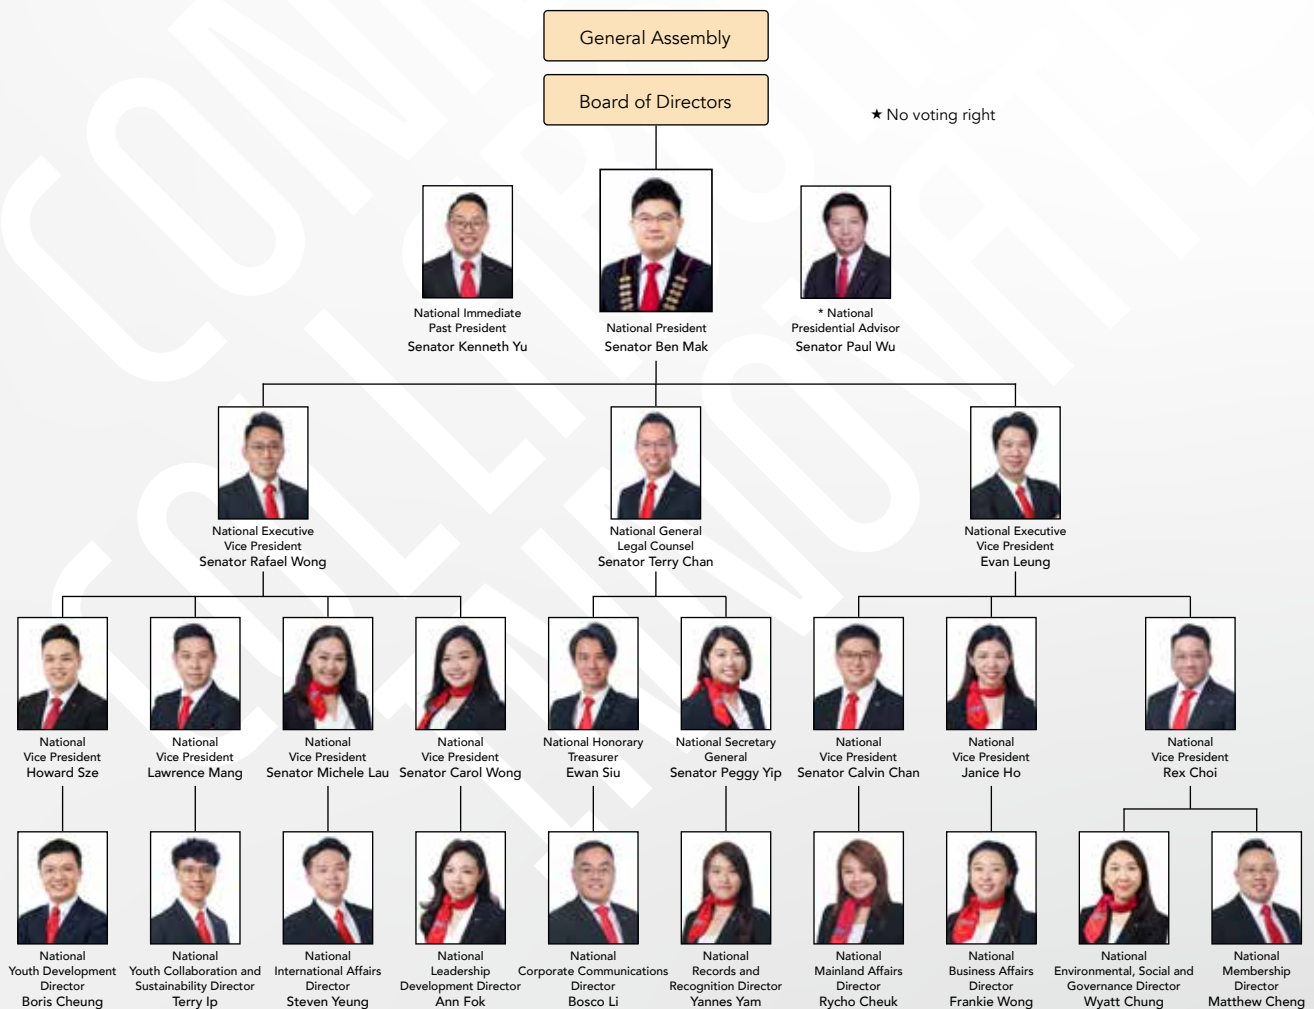 General Assembly
Board of Directors
★ No voting right
National Immediate
Past President
Senator Kenneth Yu
National President
Senator Ben Mak
* National
Presidential Advisor
Senator Paul Wu
National Executive
Vice President
Senator Rafael Wong
National General
Legal Counsel
Senator Terry Chan
National Executive
Vice President
Evan Leung
National
Vice President
Howard Sze
National
Vice President
Lawrence Mang
National
Vice President
Senator Michele Lau
National
Vice President
Senator Carol Wong
National Honorary
Treasurer
Ewan Siu
National Secretary
General
Senator Peggy Yip
National
Vice President
Senator Calvin Chan
National
Vice President
Janice Ho
National
Vice President
Rex Choi
National
Youth Development
Director
Boris Cheung
National
Youth Collaboration and
Sustainability Director
Terry Ip
National
International Affairs
Director
Steven Yeung
National
Leadership
Development Director
Ann Fok
National
Corporate Communications
Director
Bosco Li
National
Records and
Recognition Director
Yannes Yam
National
Mainland Affairs
Director
Rycho Cheuk
National
Business Affairs
Director
Frankie Wong
National
Environmental, Social and
Governance Director
Wyatt Chung
National
Membership
Director
Matthew Cheng